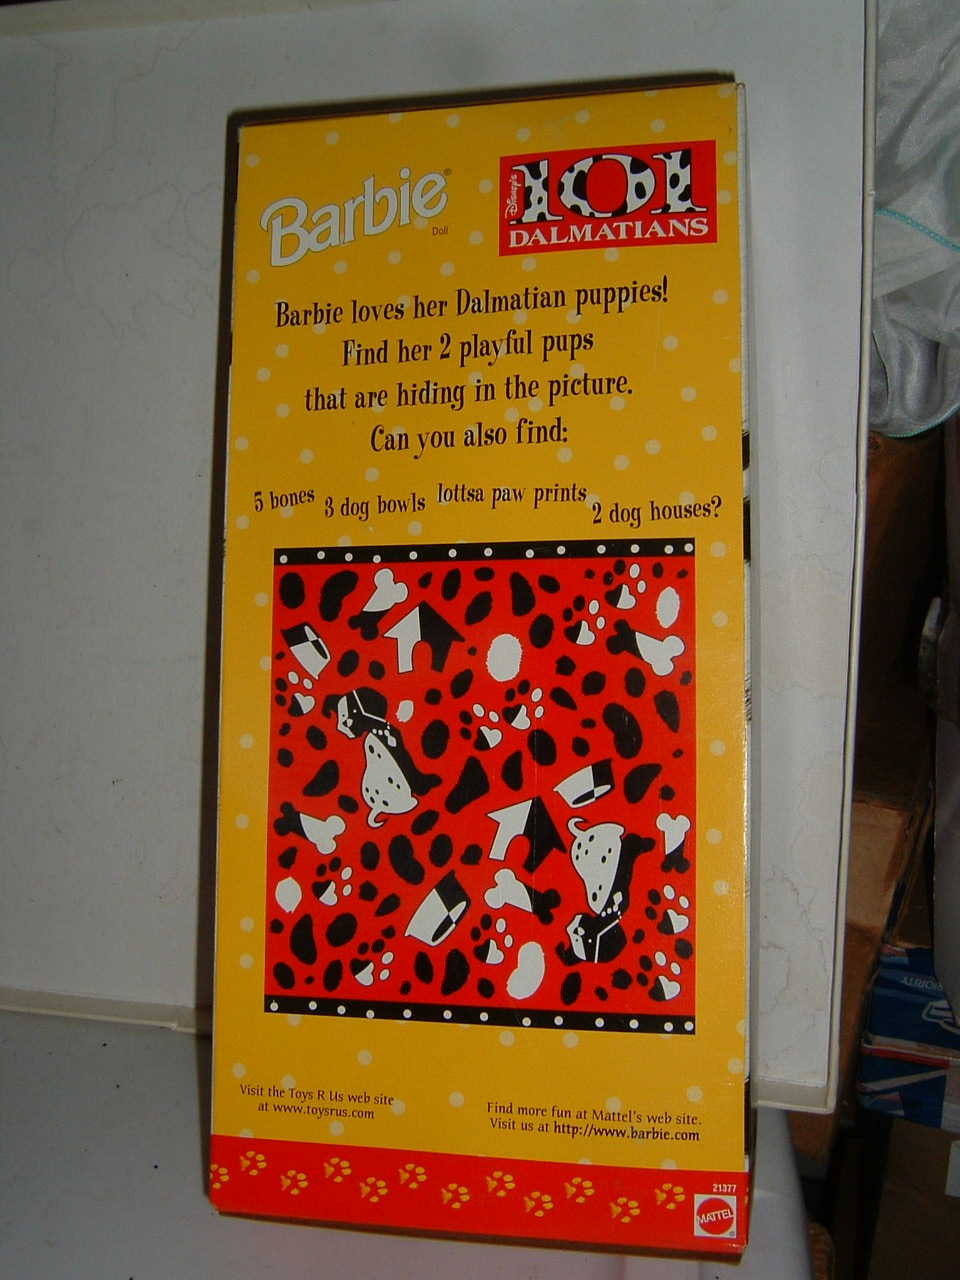 Barbie®
Doll
Disney's
101
DALMATIANS
Barbie loves her Dalmatian puppies!
Find her 2 playful pups
that are hiding in the picture.
Can you also find:
5 bones 3 dog bowls lottsa paw prints 2 dog houses?
Visit the Toys R Us web site
at www.toysrus.com
Find more fun at Mattel's web site.
Visit us at http://www.barbie.com
21377
MATTEL
PRIORITY